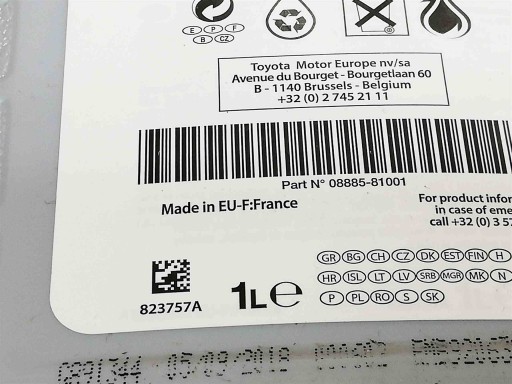 E P F
B CZ
Toyota Motor Europe nv/sa
Avenue du Bourget - Bourgetlaan 60
B - 1140 Brussels - Belgium
+32 (0) 2 745 21 11
Part N° 08885-81001
Made in EU-F:France
For product infor
in case of eme
call +32 (0) 3 57
GR BG CH CZ DK EST FIN H
HR ISL LT LV SRB MGR MK N
P PL RO S SK
823757A
1L e
05/09/2018